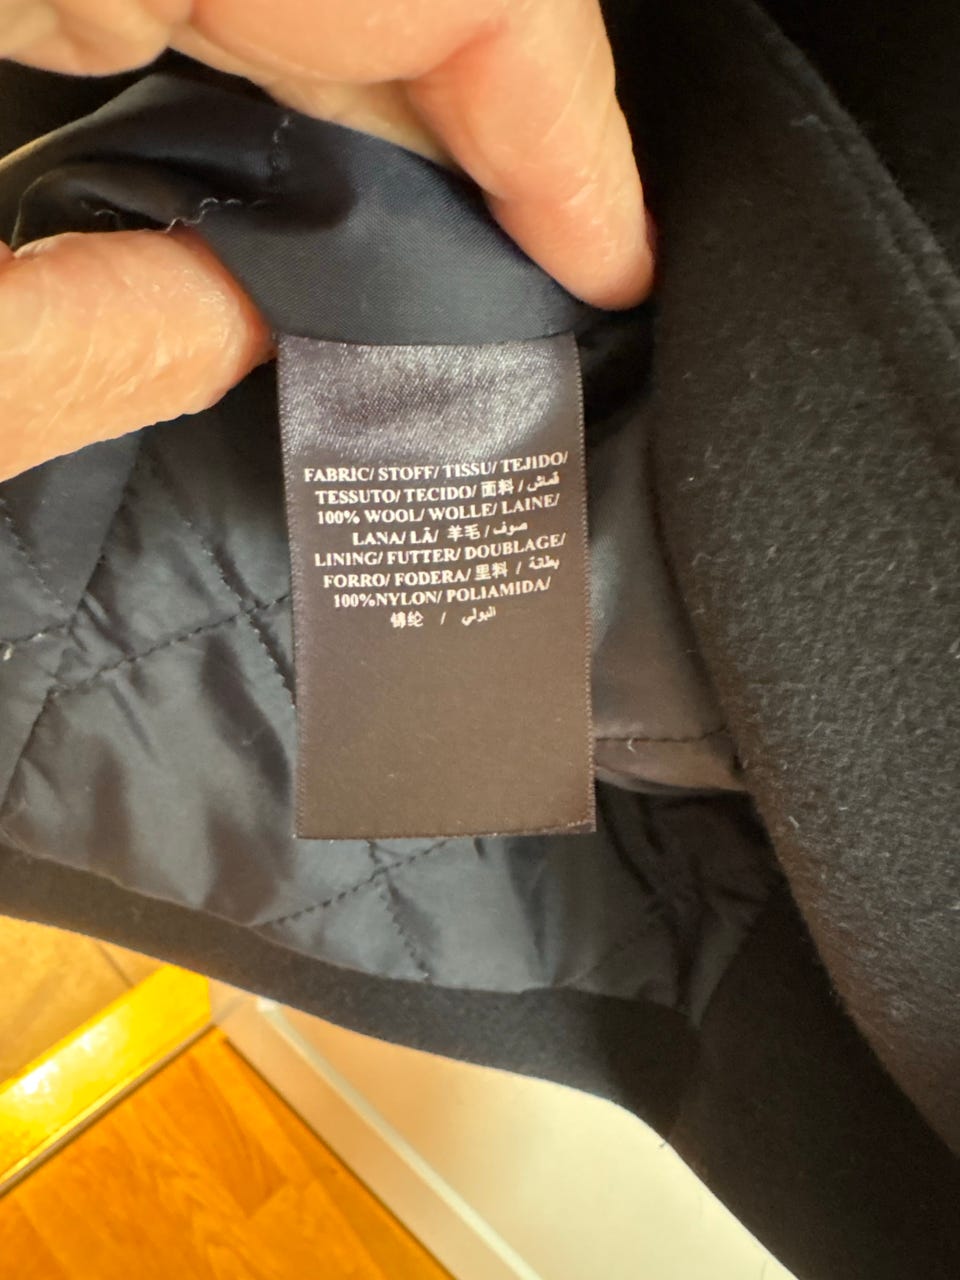 FABRIC/ STOFF/ TISSU/ TEJIDO/
TESSUTO/ TECIDO/ 面料 / قماش/
100% WOOL/ WOLLE/ LAINE/
LANA/ LÃ/ 羊毛 / صوف/
LINING/ FUTTER/ DOUBLAGE/
FORRO/ FODERA/ 里料 / بطانة/
100%NYLON/ POLIAMIDA/
锦纶 / البولي